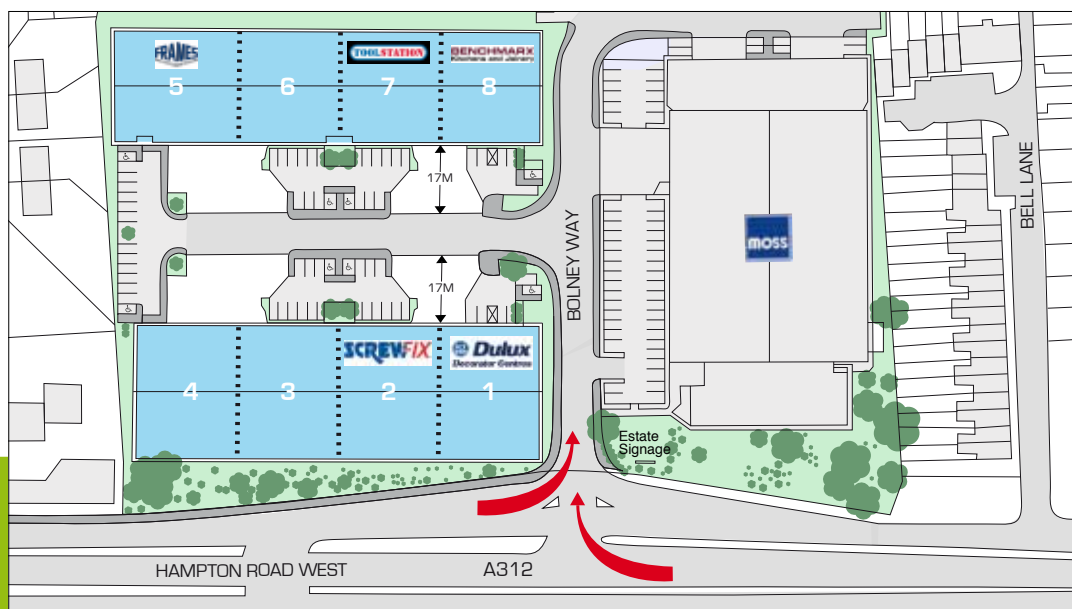 FRAMES
TOOLSTATION
BENCHMARX
Kitchens and Joinery
5
6
7
8
17M
BELL LANE
moss
BOLNEY WAY
17M
SCREWFIX
Dulux
Decorator Centres
4
3
2
1
Estate
Signage
HAMPTON ROAD WEST
A312